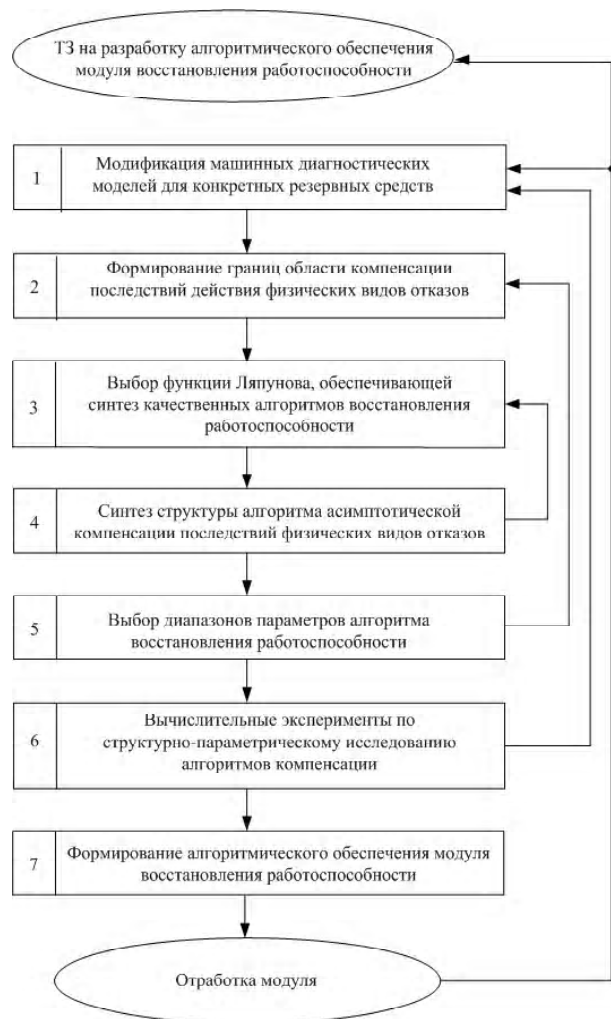 ТЗ на разработку алгоритмического обеспечения
модуля восстановления работоспособности
1
Модификация машинных диагностических
моделей для конкретных резервных средств
2
Формирование границ области компенсации
последствий действия физических видов отказов
3
Выбор функции Ляпунова, обеспечивающей
синтез качественных алгоритмов восстановления
работоспособности
4
Синтез структуры алгоритма асимптотической
компенсации последствий физических видов отказов
5
Выбор диапазонов параметров алгоритма
восстановления работоспособности
6
Вычислительные эксперименты по
структурно-параметрическому исследованию
алгоритмов компенсации
7
Формирование алгоритмического обеспечения модуля
восстановления работоспособности
Отработка модуля